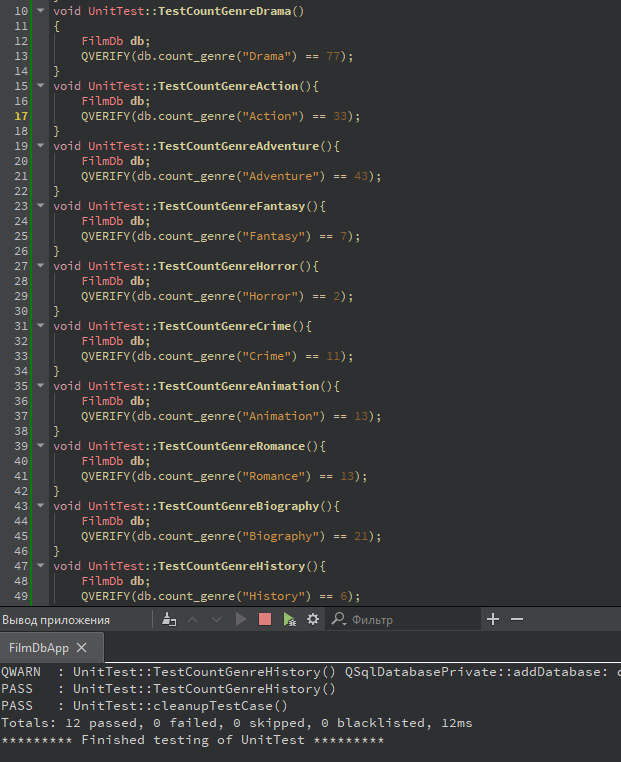 10 void UnitTest::TestCountGenreDrama()
11 {
12 FilmDb db;
13 QVERIFY(db.count_genre("Drama") == 77);
14 }
15 void UnitTest::TestCountGenreAction(){
16 FilmDb db;
17 QVERIFY(db.count_genre("Action") == 33);
18 }
19 void UnitTest::TestCountGenreAdventure(){
20 FilmDb db;
21 QVERIFY(db.count_genre("Adventure") == 43);
22 }
23 void UnitTest::TestCountGenreFantasy(){
24 FilmDb db;
25 QVERIFY(db.count_genre("Fantasy") == 7);
26 }
27 void UnitTest::TestCountGenreHorror(){
28 FilmDb db;
29 QVERIFY(db.count_genre("Horror") == 2);
30 }
31 void UnitTest::TestCountGenreCrime(){
32 FilmDb db;
33 QVERIFY(db.count_genre("Crime") == 11);
34 }
35 void UnitTest::TestCountGenreAnimation(){
36 FilmDb db;
37 QVERIFY(db.count_genre("Animation") == 13);
38 }
39 void UnitTest::TestCountGenreRomance(){
40 FilmDb db;
41 QVERIFY(db.count_genre("Romance") == 13);
42 }
43 void UnitTest::TestCountGenreBiography(){
44 FilmDb db;
45 QVERIFY(db.count_genre("Biography") == 21);
46 }
47 void UnitTest::TestCountGenreHistory(){
48 FilmDb db;
49 QVERIFY(db.count_genre("History") == 6);
Вывод приложения Фильтр
FilmDbApp
QWARN : UnitTest::TestCountGenreHistory() QSqlDatabasePrivate::addDatabase:
PASS : UnitTest::TestCountGenreHistory()
PASS : UnitTest::cleanupTestCase()
Totals: 12 passed, 0 failed, 0 skipped, 0 blacklisted, 12ms
********* Finished testing of UnitTest *********